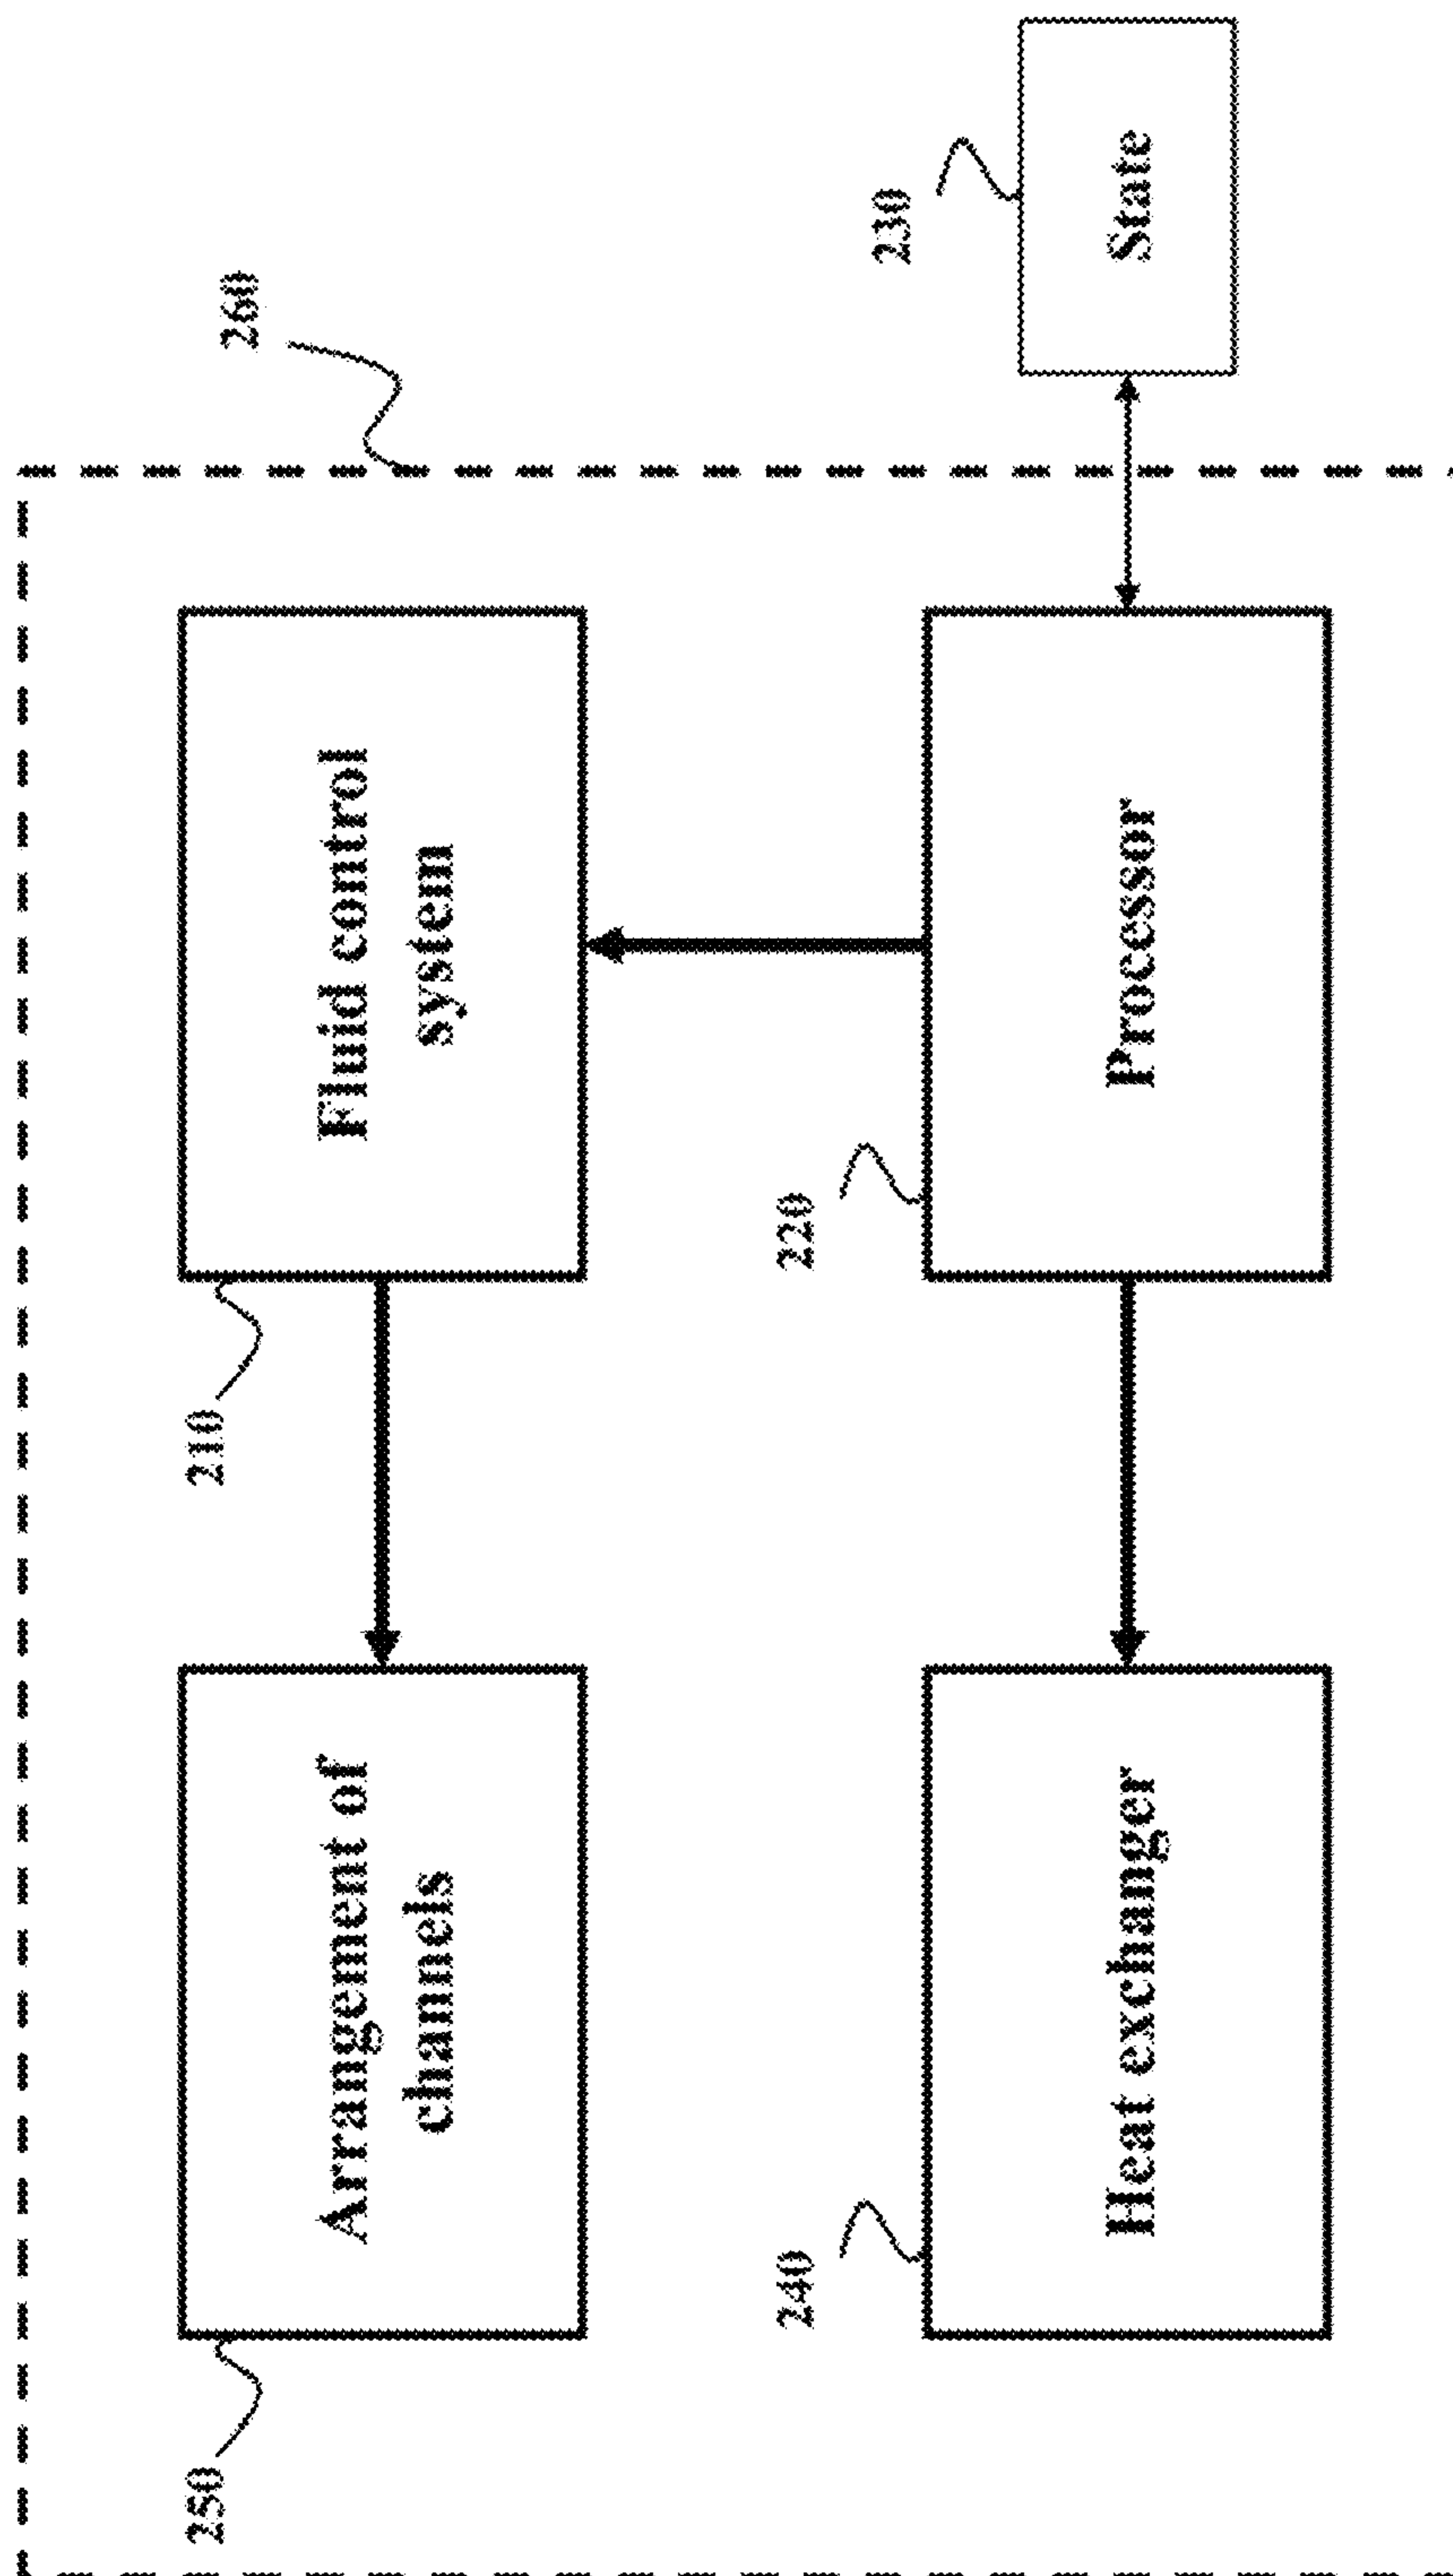 250
210
260
Arrangement of
channels
Fluid control
system
240
220
230
Heat exchanger
Processor
State